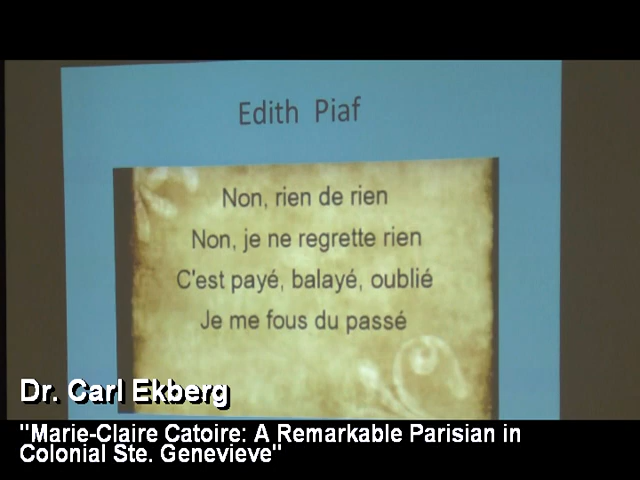 Edith Piaf
Non, rien de rien
Non, je ne regrette rien
C'est payé, balayé, oublié
Je me fous du passé
Dr. Carl Ekberg
"Marie-Claire Catoire: A Remarkable Parisian in
Colonial Ste. Genevieve"